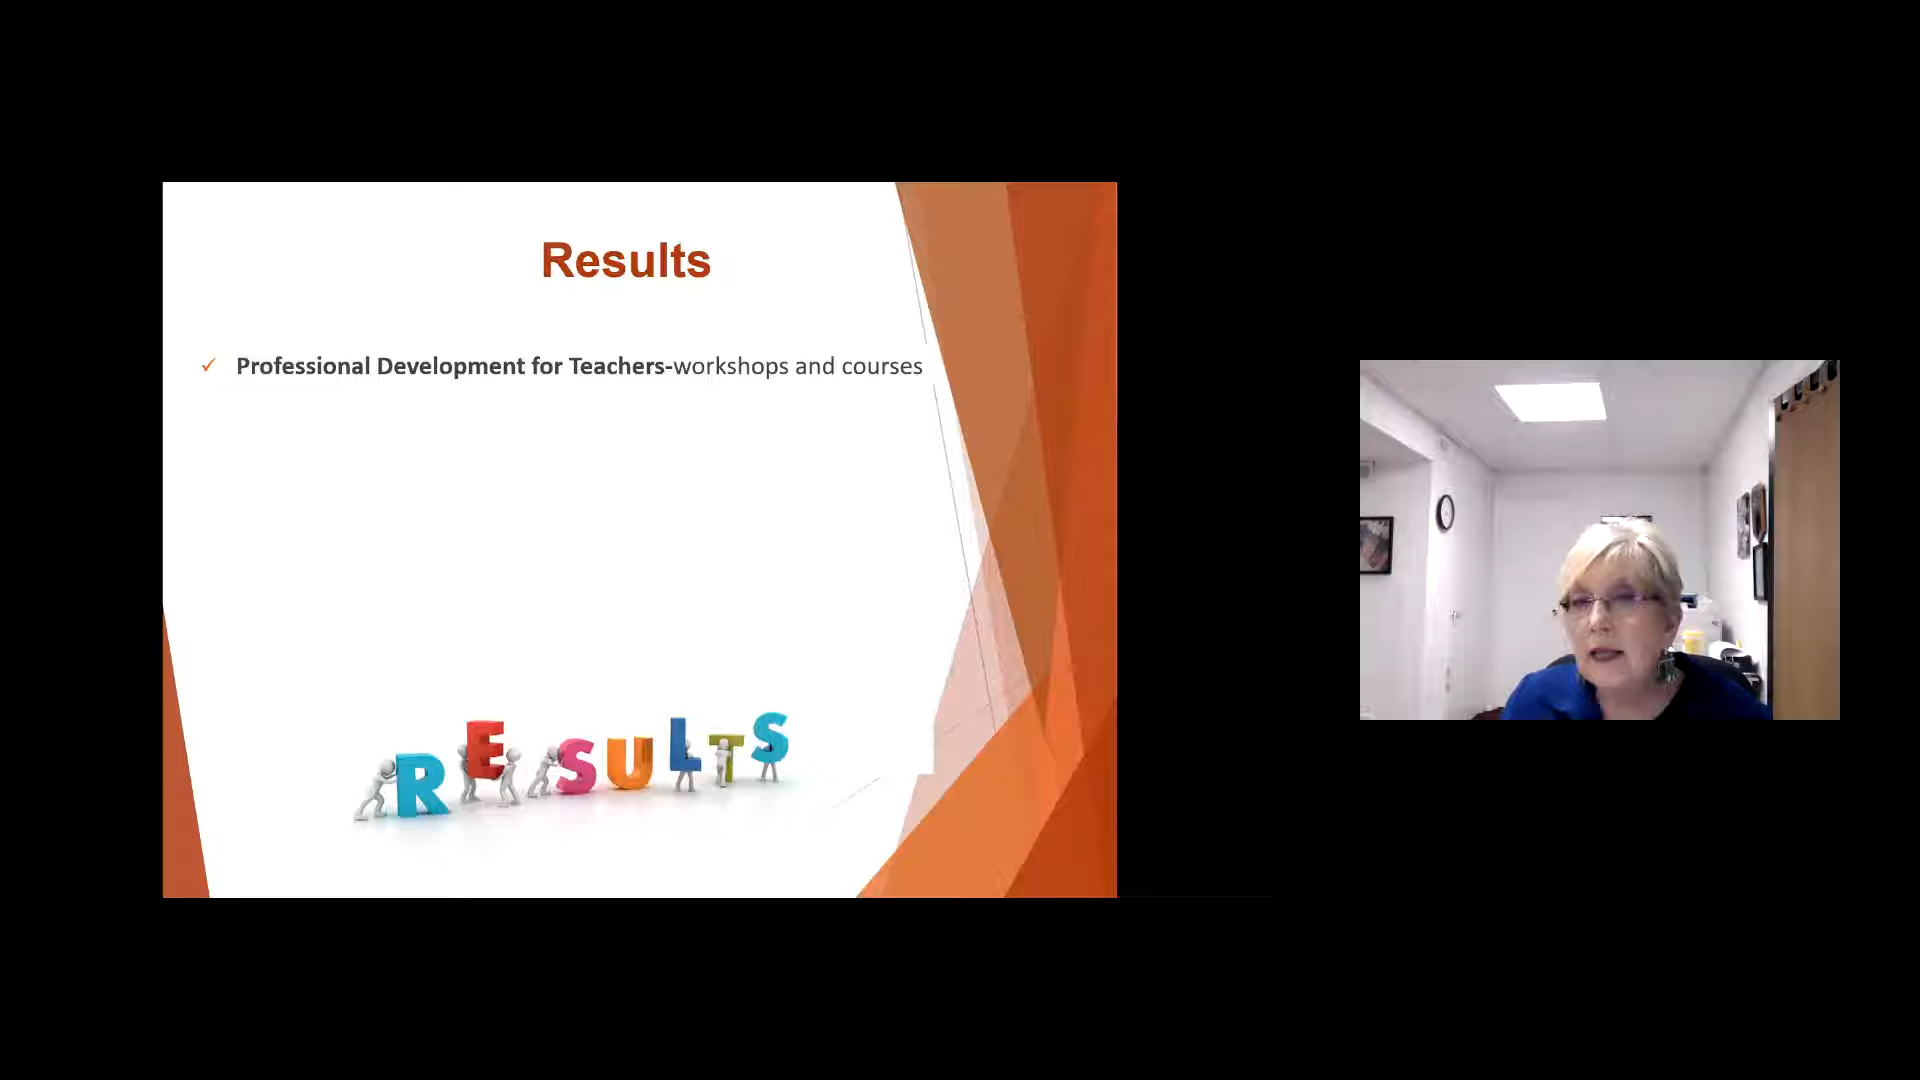 Results
✓ Professional Development for Teachers-workshops and courses
RESULTS